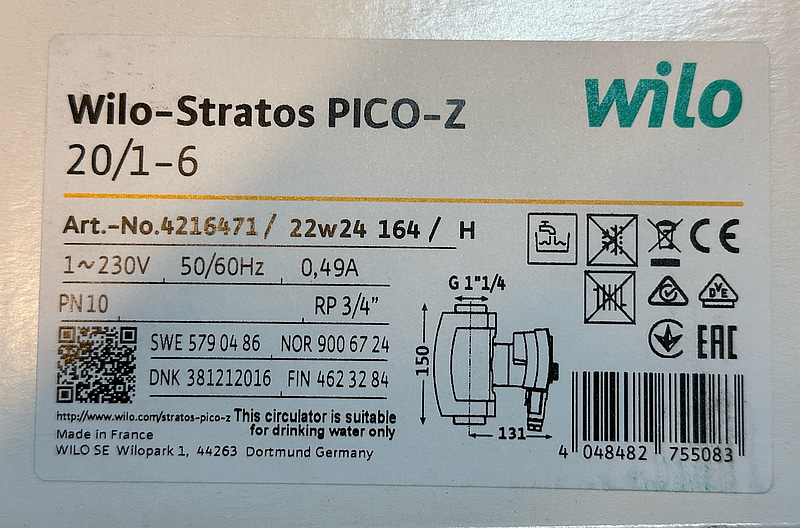 wilo
Wilo-Stratos PICO-Z
20/1-6
Art.-No.4216471 / 22w24 164 / H
1~230V 50/60Hz 0,49A
PN10 RP 3/4"
SWE 579 04 86 NOR 900 67 24
DNK 381212016 FIN 462 32 84
http://www.wilo.com/stratos-pico-z This circulator is suitable
for drinking water only
Made in France
WILO SE Wilopark 1, 44263 Dortmund Germany
G 1"1/4
150
131
CE
VDE
EAC
4 048482 755083